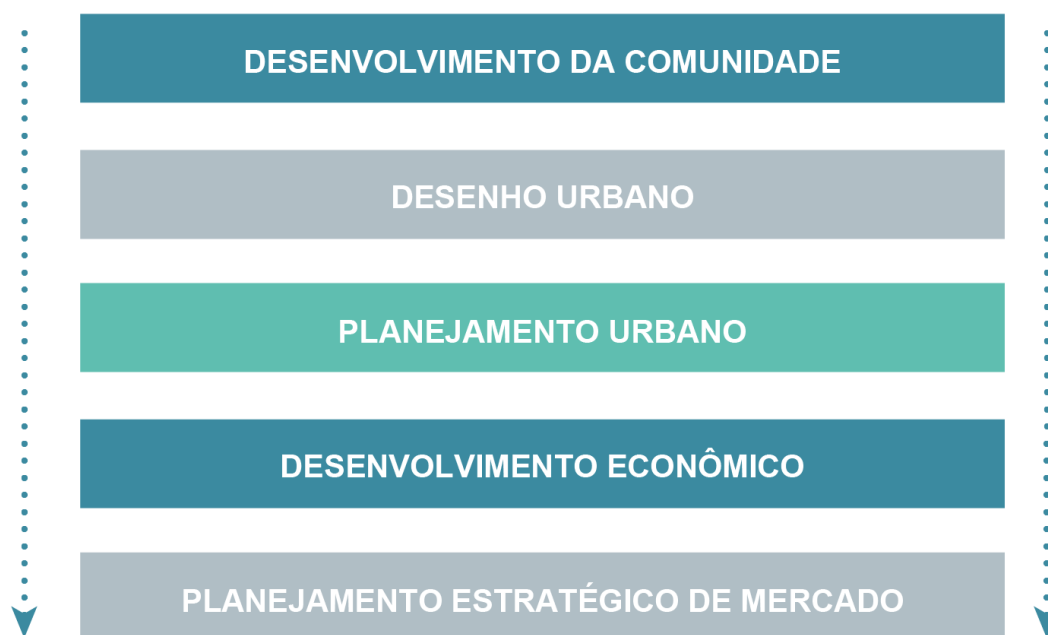 DESENVOLVIMENTO DA COMUNIDADE
DESENHO URBANO
PLANEJAMENTO URBANO
DESENVOLVIMENTO ECONÔMICO
PLANEJAMENTO ESTRATÉGICO DE MERCADO